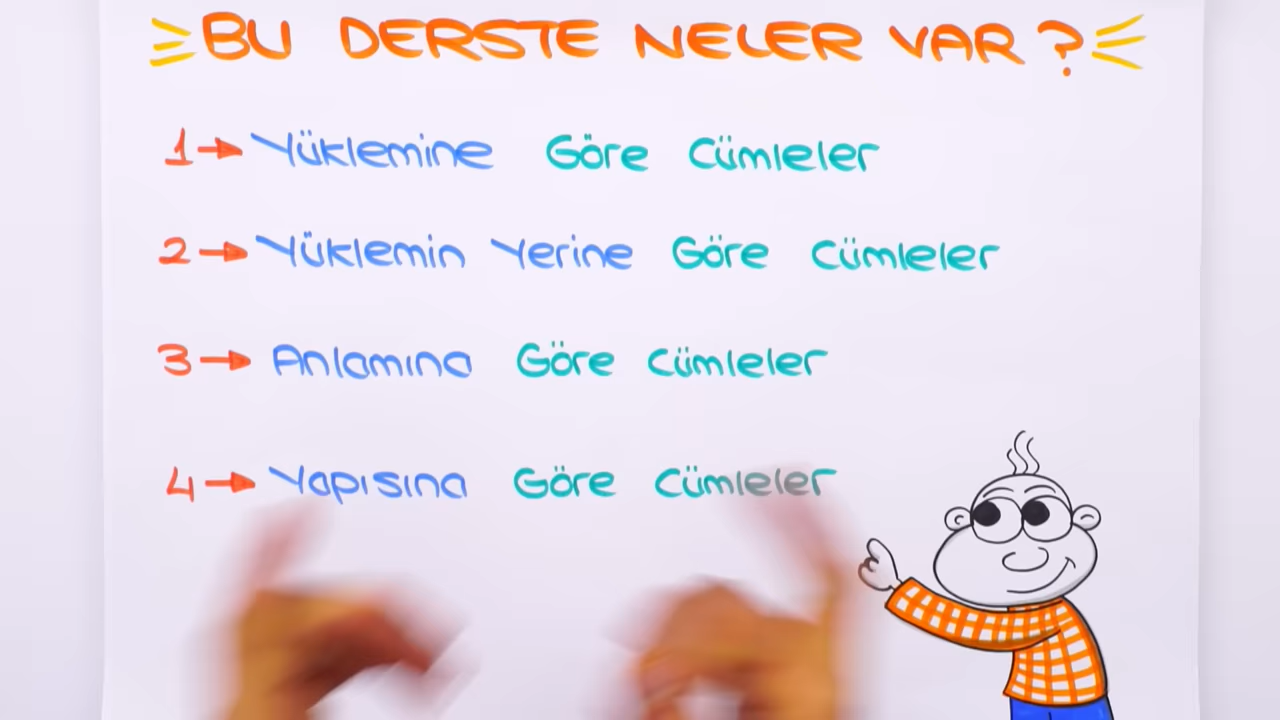 BU DERSTE NELER VAR ?
1→ Yüklemine Göre Cümleler
2→ Yüklemin Yerine Göre Cümleler
3→ Anlamına Göre Cümleler
4→ Yapısına Göre Cümleler